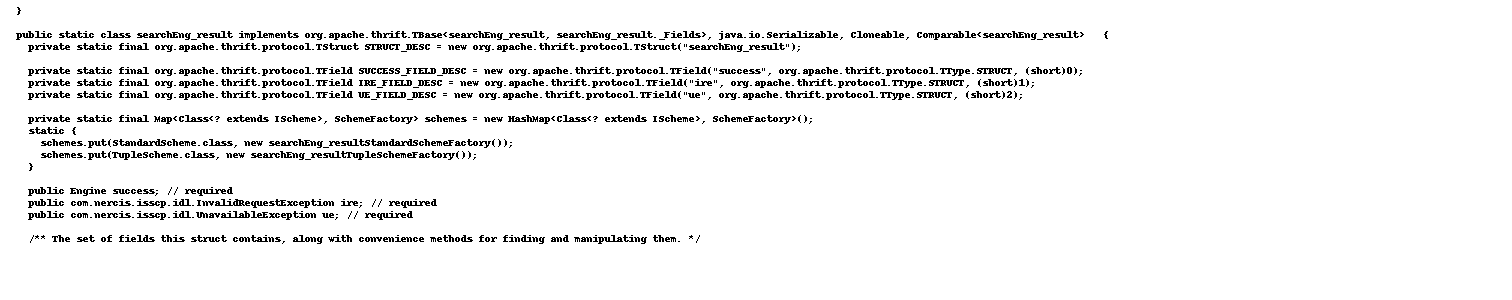 }
public static class searchEng_result implements org.apache.thrift.TBase<searchEng_result, searchEng_result._Fields>, java.io.Serializable, Cloneable, Comparable<searchEng_result>   {
private static final org.apache.thrift.protocol.TStruct STRUCT_DESC = new org.apache.thrift.protocol.TStruct("searchEng_result");
private static final org.apache.thrift.protocol.TField SUCCESS_FIELD_DESC = new org.apache.thrift.protocol.TField("success", org.apache.thrift.protocol.TType.STRUCT, (short)0);
private static final org.apache.thrift.protocol.TField IRE_FIELD_DESC = new org.apache.thrift.protocol.TField("ire", org.apache.thrift.protocol.TType.STRUCT, (short)1);
private static final org.apache.thrift.protocol.TField UE_FIELD_DESC = new org.apache.thrift.protocol.TField("ue", org.apache.thrift.protocol.TType.STRUCT, (short)2);
private static final Map<Class<? extends IScheme>, SchemeFactory> schemes = new HashMap<Class<? extends IScheme>, SchemeFactory>();
static {
schemes.put(StandardScheme.class, new searchEng_resultStandardSchemeFactory());
schemes.put(TupleScheme.class, new searchEng_resultTupleSchemeFactory());
}
public Engine success; // required
public com.nercis.isscp.idl.InvalidRequestException ire; // required
public com.nercis.isscp.idl.UnavailableException ue; // required
/** The set of fields this struct contains, along with convenience methods for finding and manipulating them. */